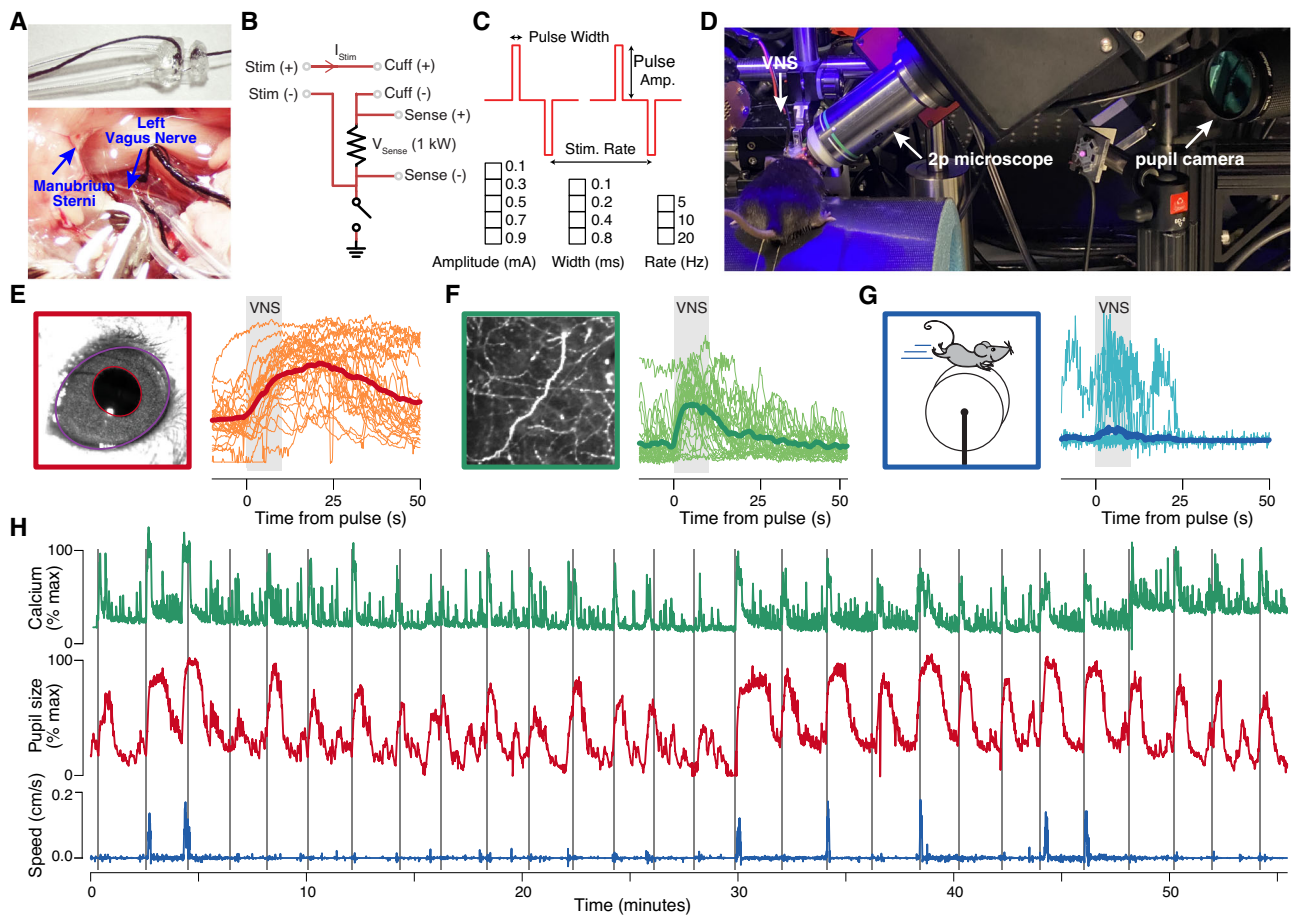 A
Left
Vagus Nerve
Manubrium
Sterni
B
I Stim
Stim (+)
Cuff (+)
Stim (-)
Cuff (-)
Sense (+)
V Sense (1 kW)
Sense (-)
C
Pulse Width
Pulse
Amp.
Stim. Rate
0.1
0.3
0.5
0.7
0.9
Amplitude (mA)
0.1
0.2
0.4
0.8
Width (ms)
5
10
20
Rate (Hz)
D
VNS
2p microscope
pupil camera
E
VNS
0
25
50
Time from pulse (s)
F
VNS
0
25
50
Time from pulse (s)
G
VNS
0
25
50
Time from pulse (s)
H
Calcium
(% max)
100
0
Pupil size
(% max)
100
0
Speed (cm/s)
0.2
0.0
0
10
20
30
40
50
Time (minutes)